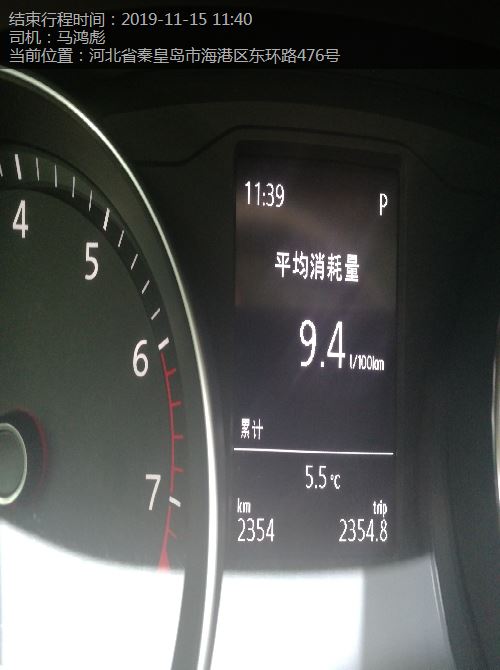 结束行程时间：2019-11-15 11:40
司机：马鸿彪
当前位置：河北省秦皇岛市海港区东环路476号
11:39 P
4
5
6
7
平均消耗量
9.4 l/100km
累计
5.5 °C
km trip
2354 2354.8